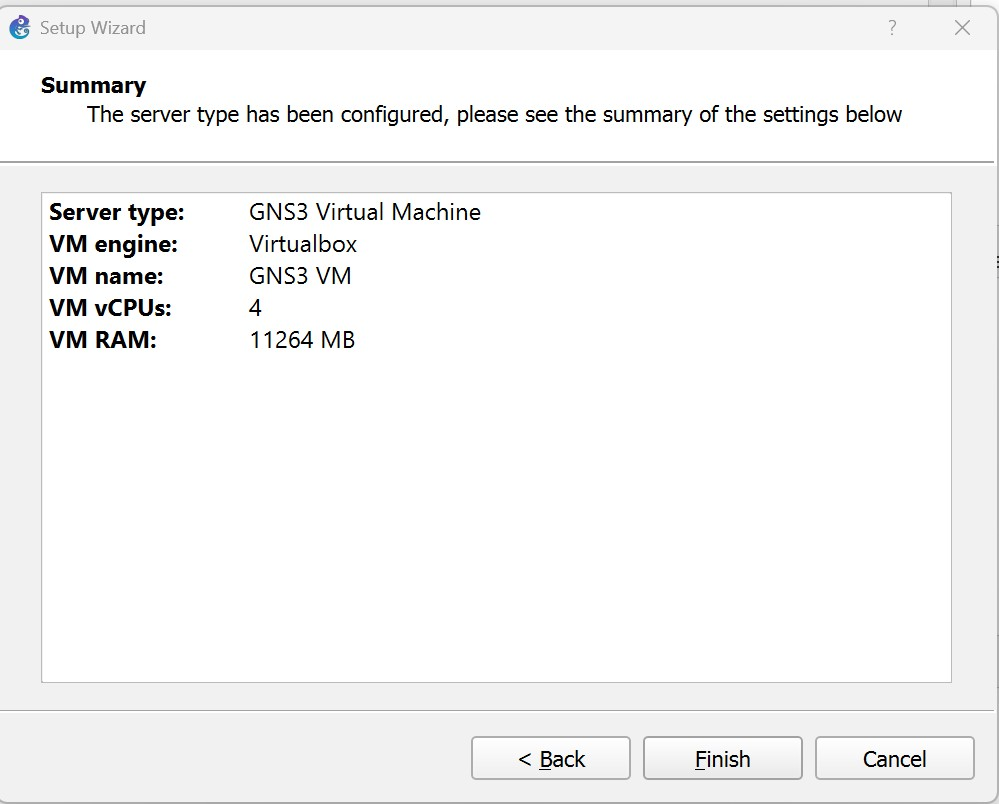 Setup Wizard
?
Summary
The server type has been configured, please see the summary of the settings below
Server type: GNS3 Virtual Machine
VM engine: Virtualbox
VM name: GNS3 VM
VM vCPUs: 4
VM RAM: 11264 MB
< Back Finish Cancel